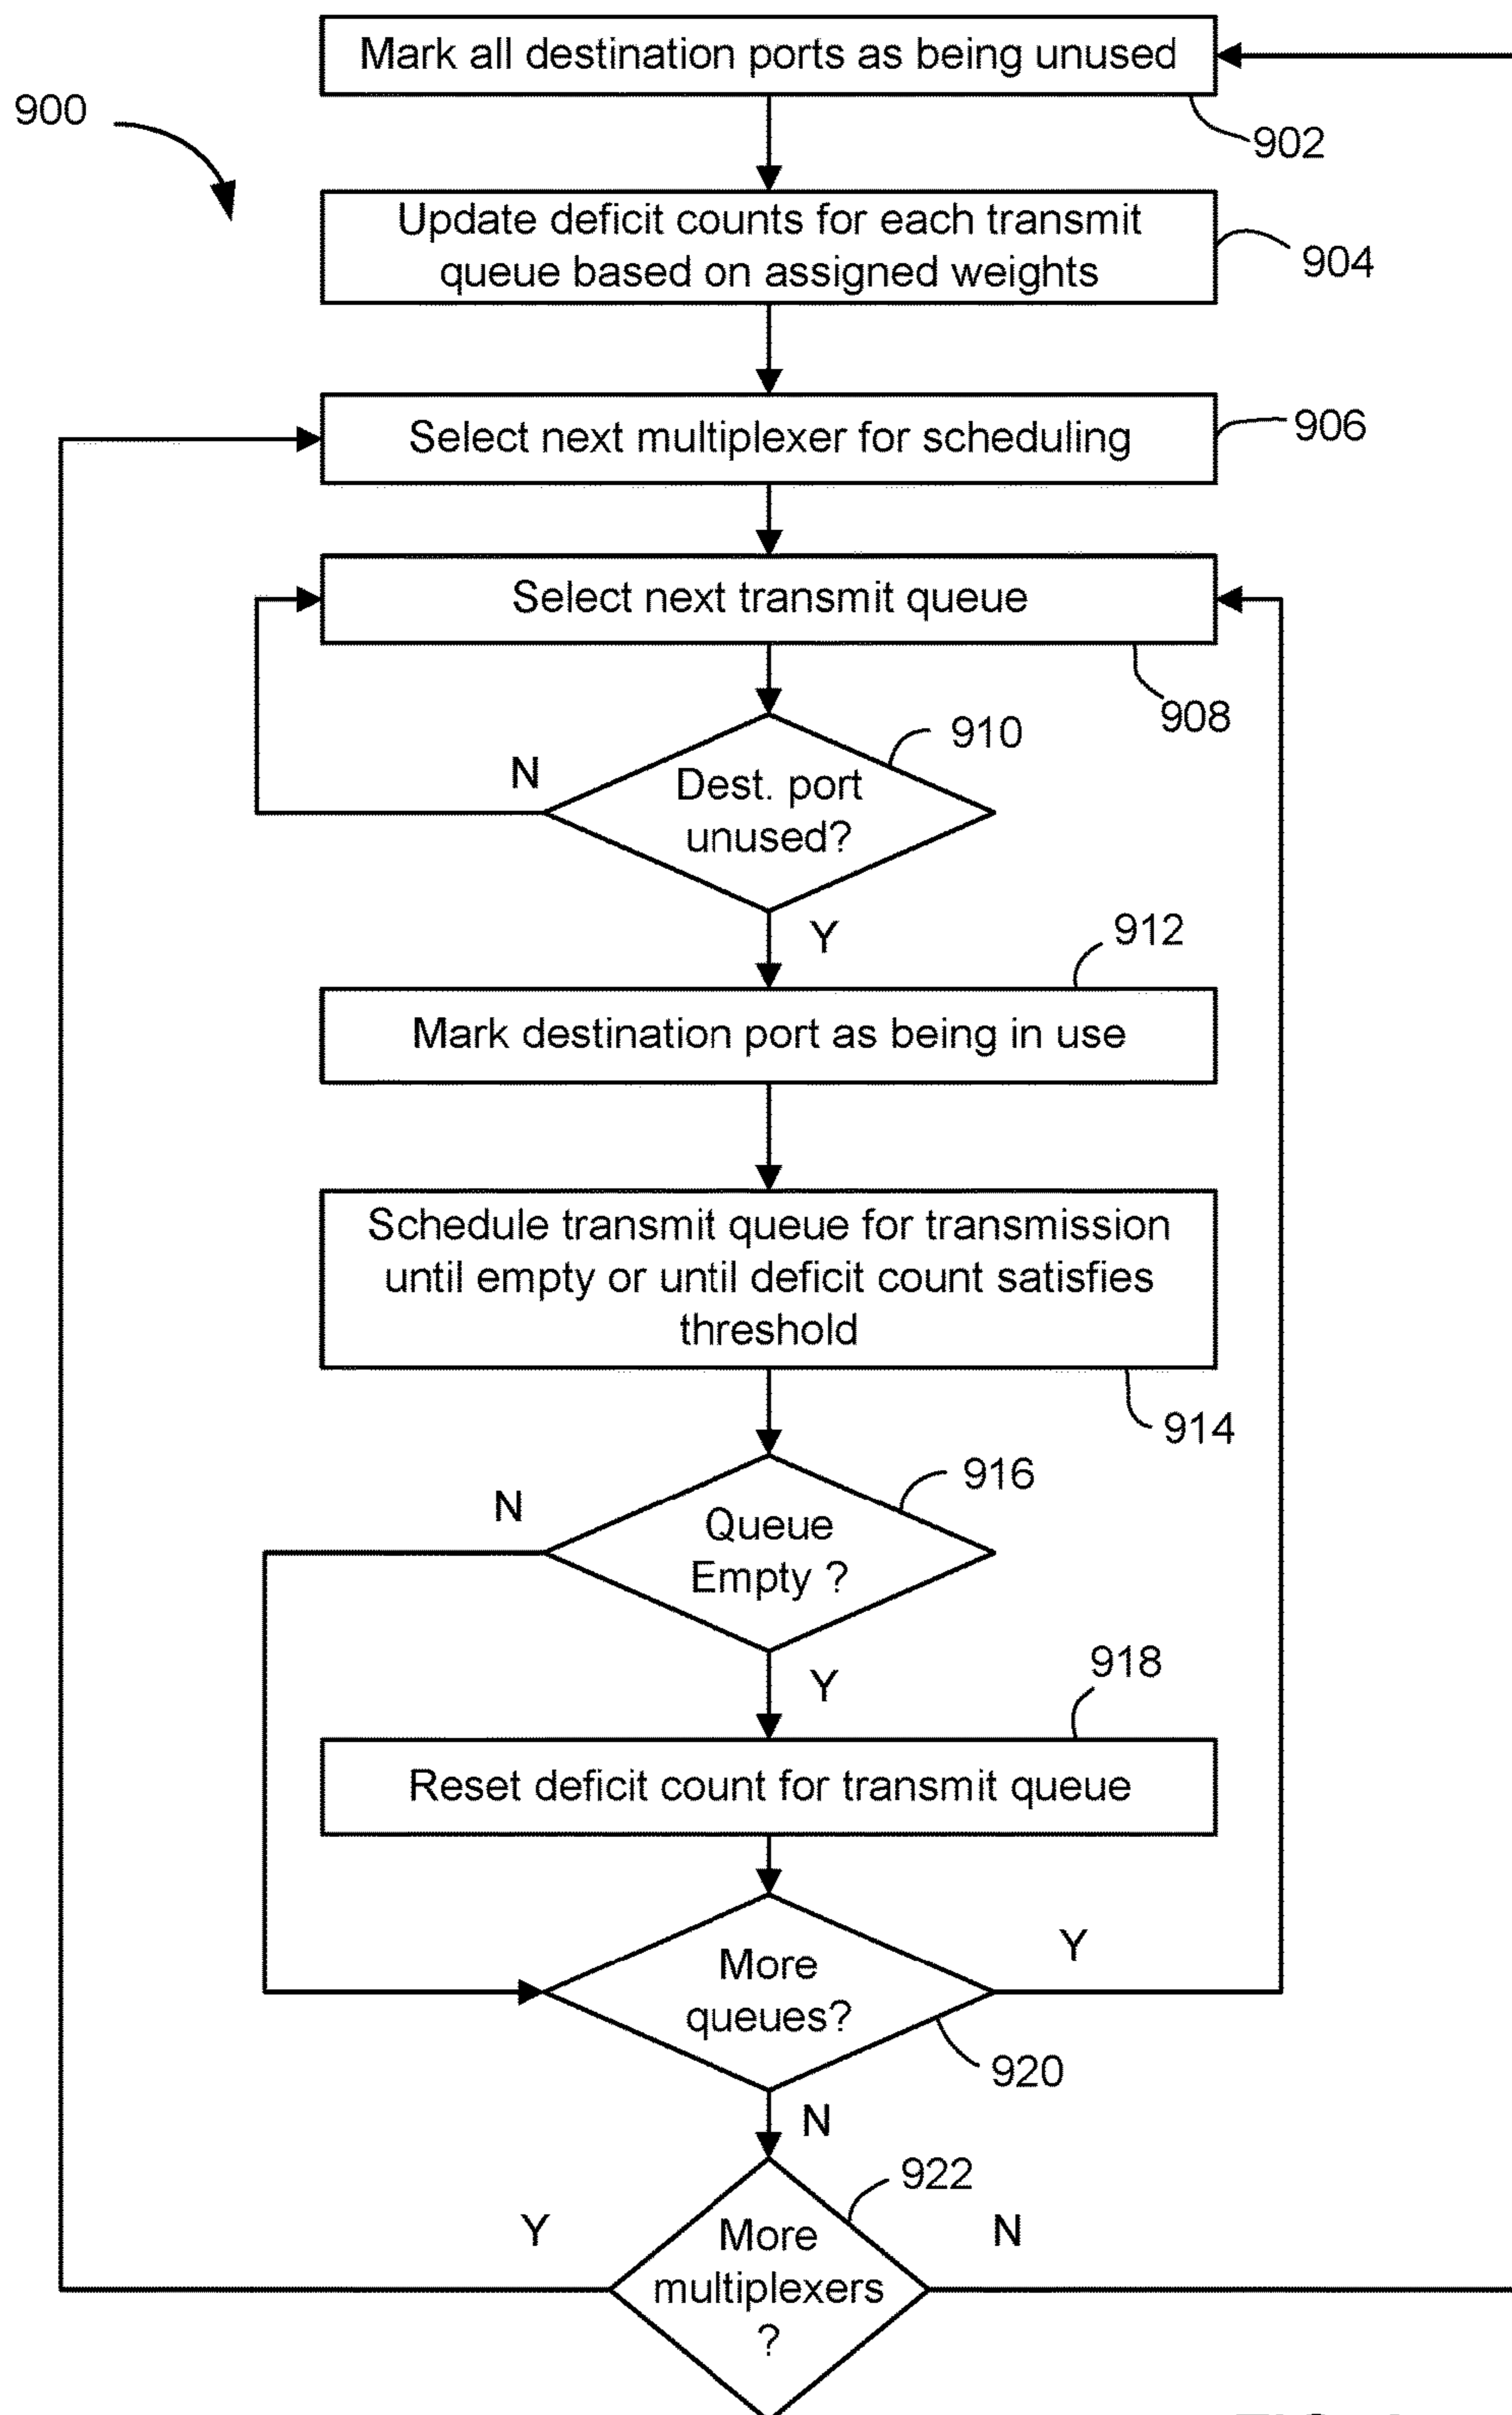 Mark all destination ports as being unused
900
902
Update deficit counts for each transmit
queue based on assigned weights
904
Select next multiplexer for scheduling
906
Select next transmit queue
908
910
N
Dest. port
unused?
Y
912
Mark destination port as being in use
Schedule transmit queue for transmission
until empty or until deficit count satisfies
threshold
914
916
N
Queue
Empty ?
Y
918
Reset deficit count for transmit queue
More
queues?
Y
920
N
922
Y
More
multiplexers
?
N